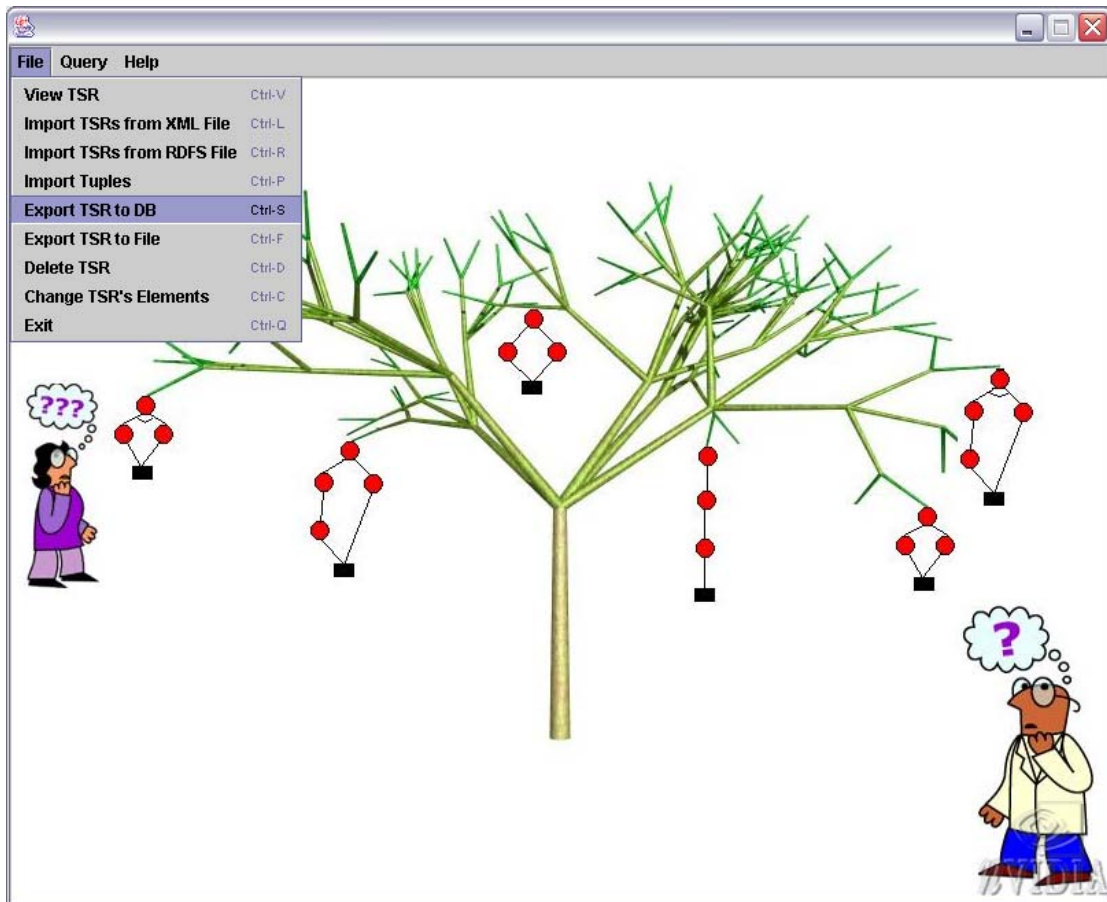 File Query Help
View TSR Ctrl-V
Import TSRs from XML File Ctrl-L
Import TSRs from RDFS File Ctrl-R
Import Tuples Ctrl-P
Export TSR to DB Ctrl-S
Export TSR to File Ctrl-F
Delete TSR Ctrl-D
Change TSR's Elements Ctrl-C
Exit Ctrl-Q
???
?
nVIDIA